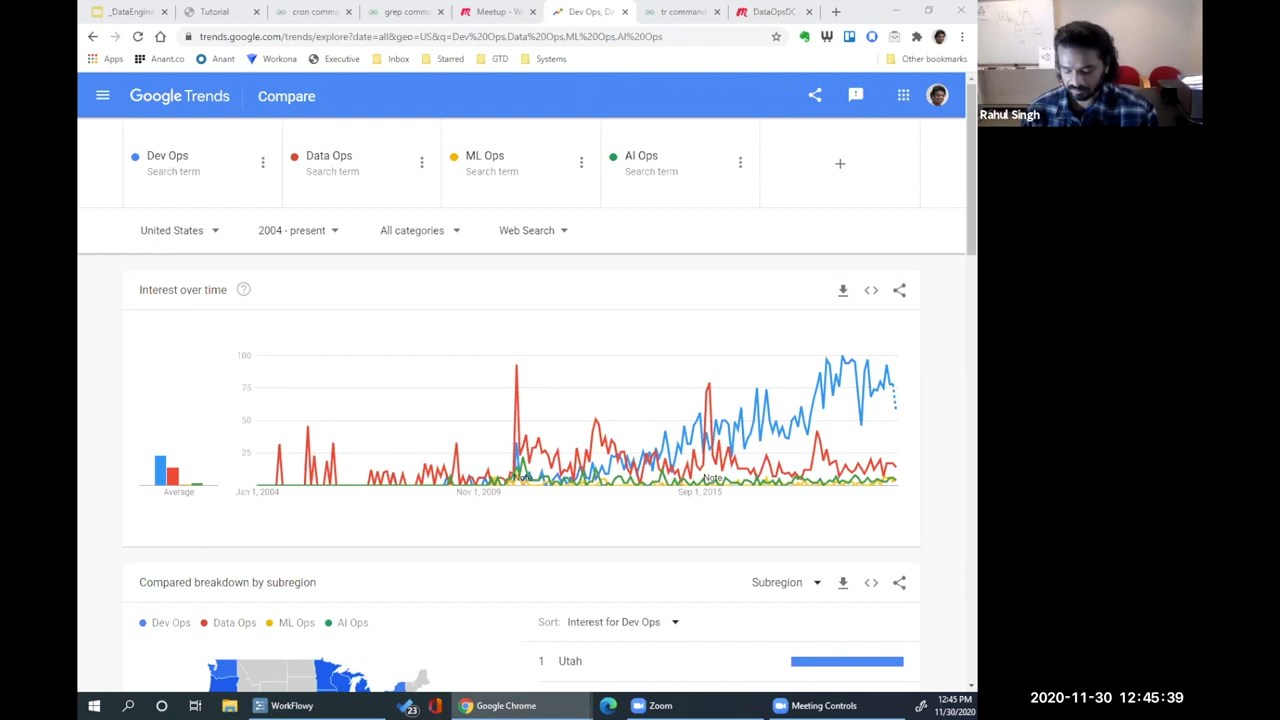 _DataEngine
Tutorial
cron comm
grep comma
Meetup - W
Dev Ops, Da
tr command
DataOpsDC
trends.google.com/trends/explore?date=all&geo=US&q=Dev%20Ops,Data%20Ops,ML%20Ops,AI%20Ops
Apps
Anant.co
Anant
Workona
Executive
Inbox
Starred
GTD
Systems
Other bookmarks
Google Trends
Compare
Rahul Singh
Dev Ops
Search term
Data Ops
Search term
ML Ops
Search term
AI Ops
Search term
+
United States
2004 - present
All categories
Web Search
Interest over time
100
75
50
25
Note
Note
Average
Jan 1, 2004
Nov 1, 2009
Sep 1, 2015
Compared breakdown by subregion
Subregion
Dev Ops
Data Ops
ML Ops
AI Ops
Sort: Interest for Dev Ops
1 Utah
WorkFlowy
23
Google Chrome
Zoom
Meeting Controls
12:45 PM
11/30/2020
2020-11-30 12:45:39